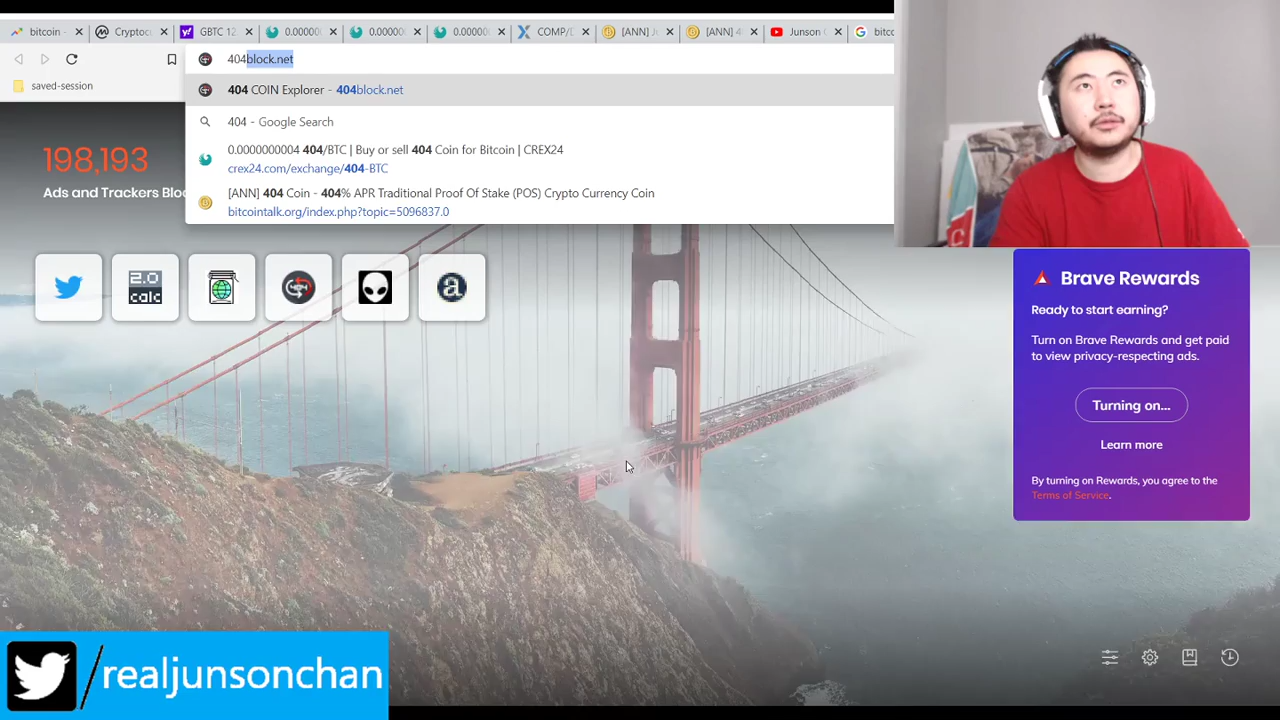 bitcoin -
Cryptoc
GBTC 12
0.00000
0.0000
0.0000
COMP/
[ANN] J
[ANN] 4
Junson
bitc
404block.net
saved-session
404 COIN Explorer - 404block.net
404 - Google Search
0.0000000004 404/BTC | Buy or sell 404 Coin for Bitcoin | CREX24
crex24.com/exchange/404-BTC
[ANN] 404 Coin - 404% APR Traditional Proof Of Stake (POS) Crypto Currency Coin
bitcointalk.org/index.php?topic=5096837.0
198,193
Ads and Trackers Blo
2.0
calc
a
Brave Rewards
Ready to start earning?
Turn on Brave Rewards and get paid
to view privacy-respecting ads.
Turning on...
Learn more
By turning on Rewards, you agree to the
Terms of Service.
/realjunsonchan